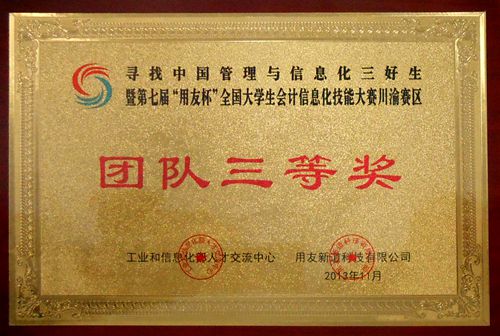 寻找中国管理与信息化三好生
暨第七届“用友杯”全国大学生会计信息化技能大赛川渝赛区
团队三等奖
工业和信息化部人才交流中心 用友新道科技有限公司
2013年11月